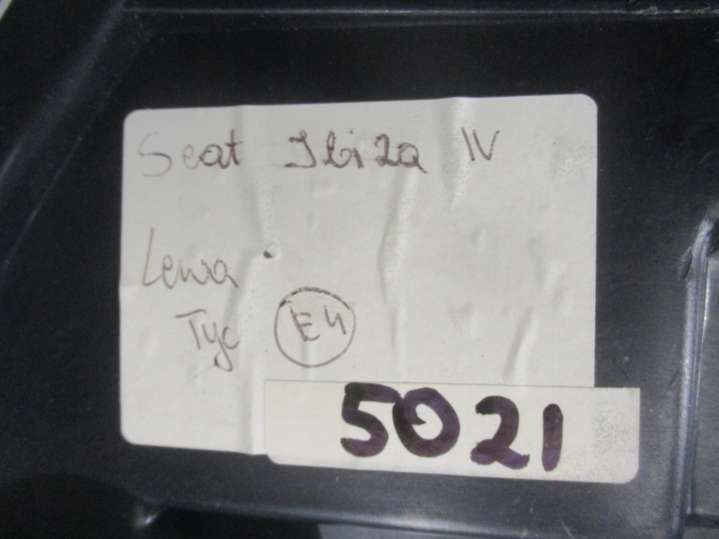 Seat Ibiza IV
Lewa
Tyc E4
5021